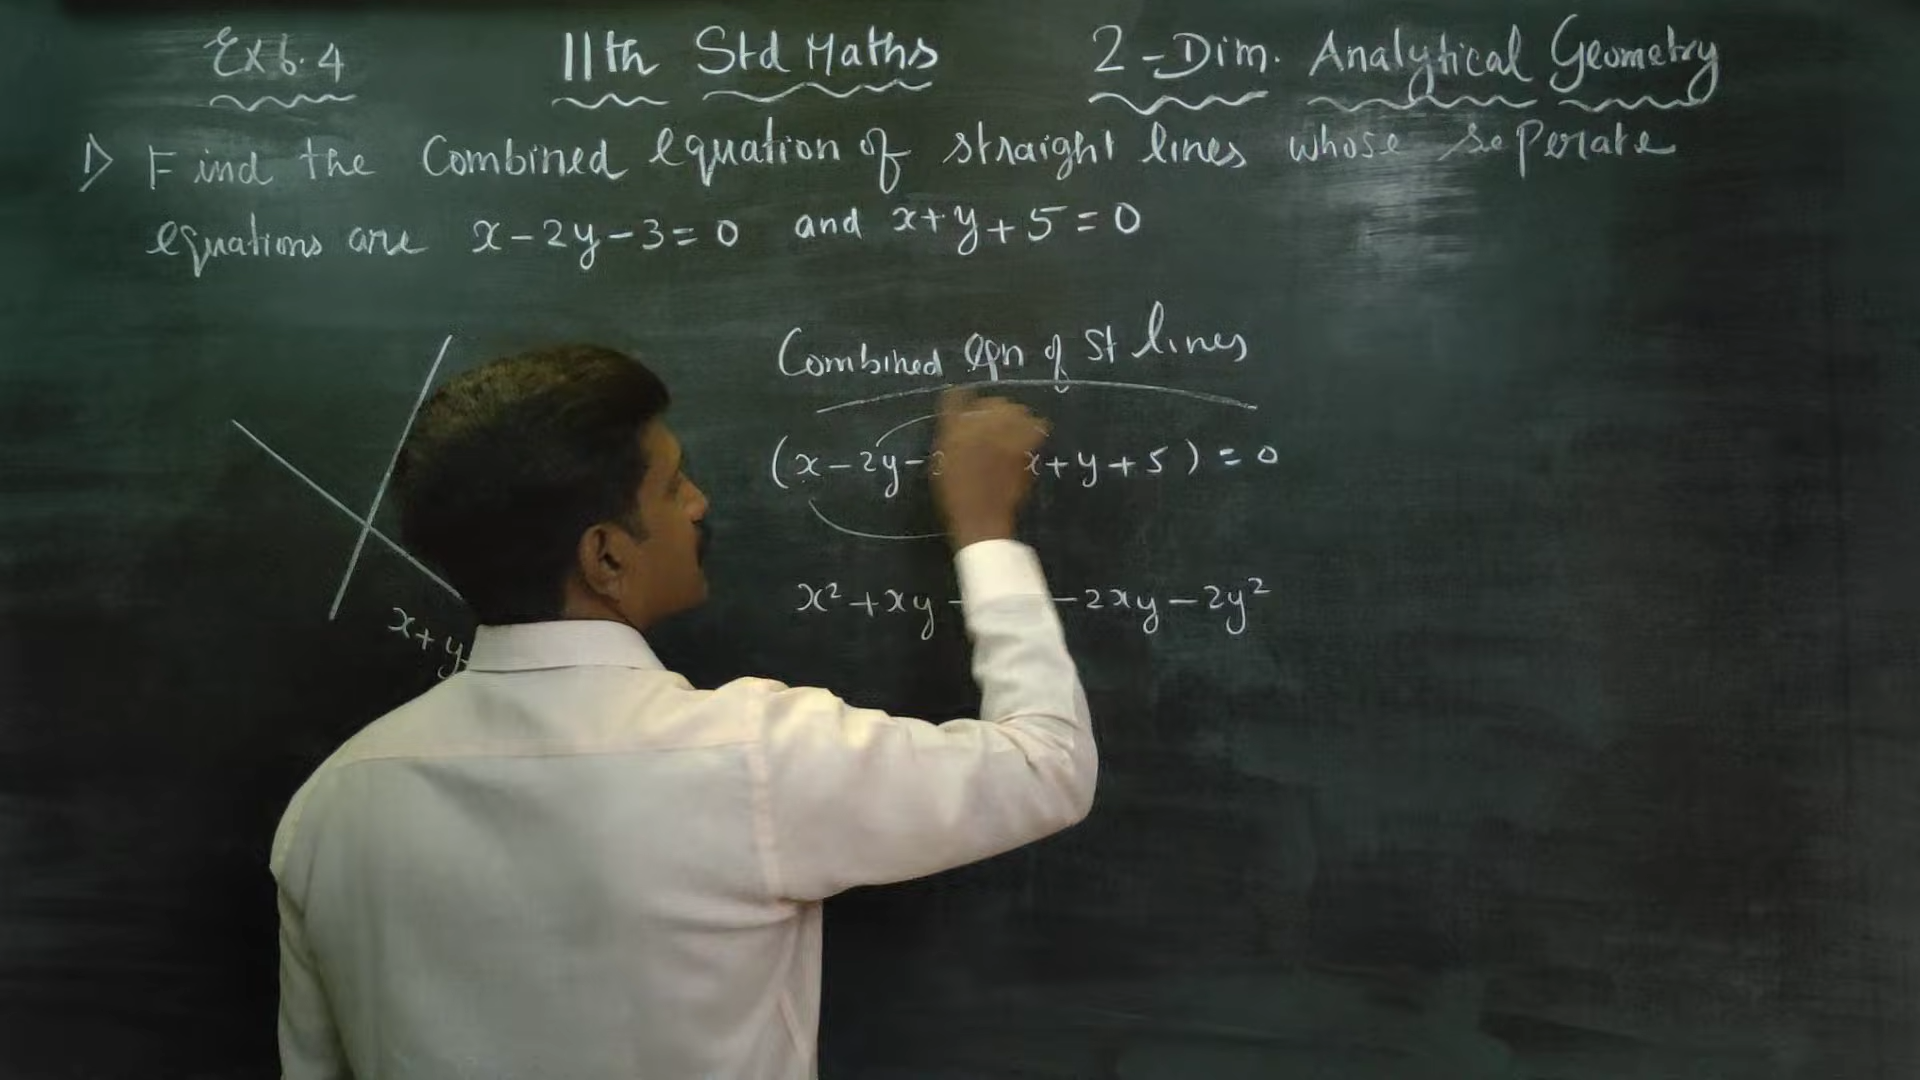 Ex 6.4 11th Std Maths 2-Dim. Analytical Geometry
1) Find the Combined equation of straight lines whose seperate
equations are x-2y-3=0 and x+y+5=0
Combined Eqn of St lines
(x-2y- x+y+5)=0
x²+xy -2xy-2y²
x+y